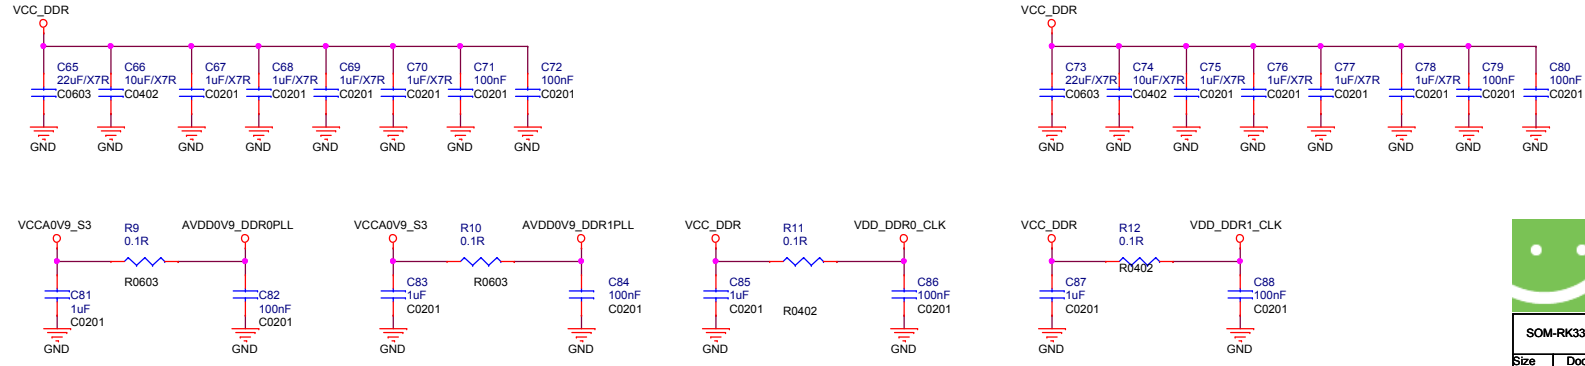 VCC_DDR
C65
22uF/X7R
C0603
C66
10uF/X7R
C0402
C67
1uF/X7R
C0201
C68
1uF/X7R
C0201
C69
1uF/X7R
C0201
C70
1uF/X7R
C0201
C71
100nF
C0201
C72
100nF
C0201
GND GND GND GND GND GND GND GND
VCC_DDR
C73
22uF/X7R
C0603
C74
10uF/X7R
C0402
C75
1uF/X7R
C0201
C76
1uF/X7R
C0201
C77
1uF/X7R
C0201
C78
1uF/X7R
C0201
C79
100nF
C0201
C80
100nF
C0201
GND GND GND GND GND GND GND GND
VCCA0V9_S3
R9
0.1R
R0603
AVDD0V9_DDR0PLL
C81
1uF
C0201
C82
100nF
C0201
GND GND
VCCA0V9_S3
R10
0.1R
R0603
AVDD0V9_DDR1PLL
C83
1uF
C0201
C84
100nF
C0201
GND GND
VCC_DDR
R11
0.1R
R0402
VDD_DDR0_CLK
C85
1uF
C0201
C86
100nF
C0201
GND GND
VCC_DDR
R12
0.1R
R0402
VDD_DDR1_CLK
C87
1uF
C0201
C88
100nF
C0201
GND GND
SOM-RK33
Size Doc